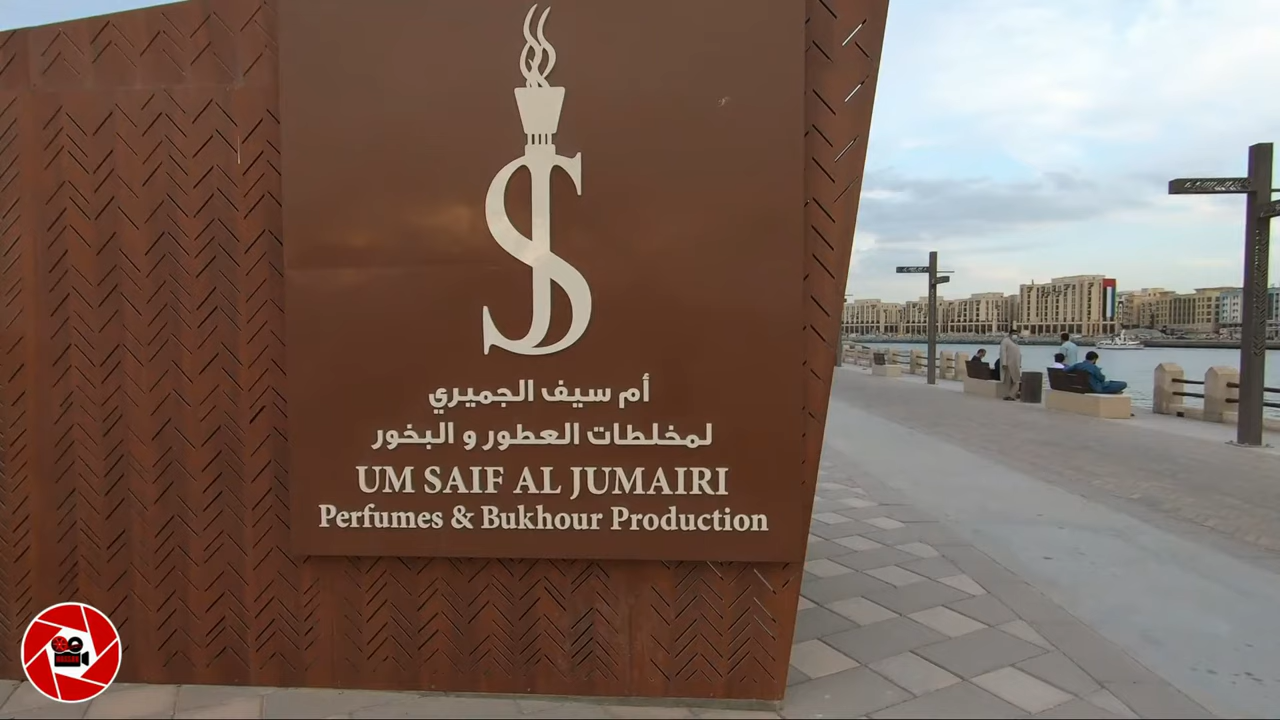 أم سيف الجميري
لمخلطات العطور و البخور
UM SAIF AL JUMAIRI
Perfumes & Bukhour Production